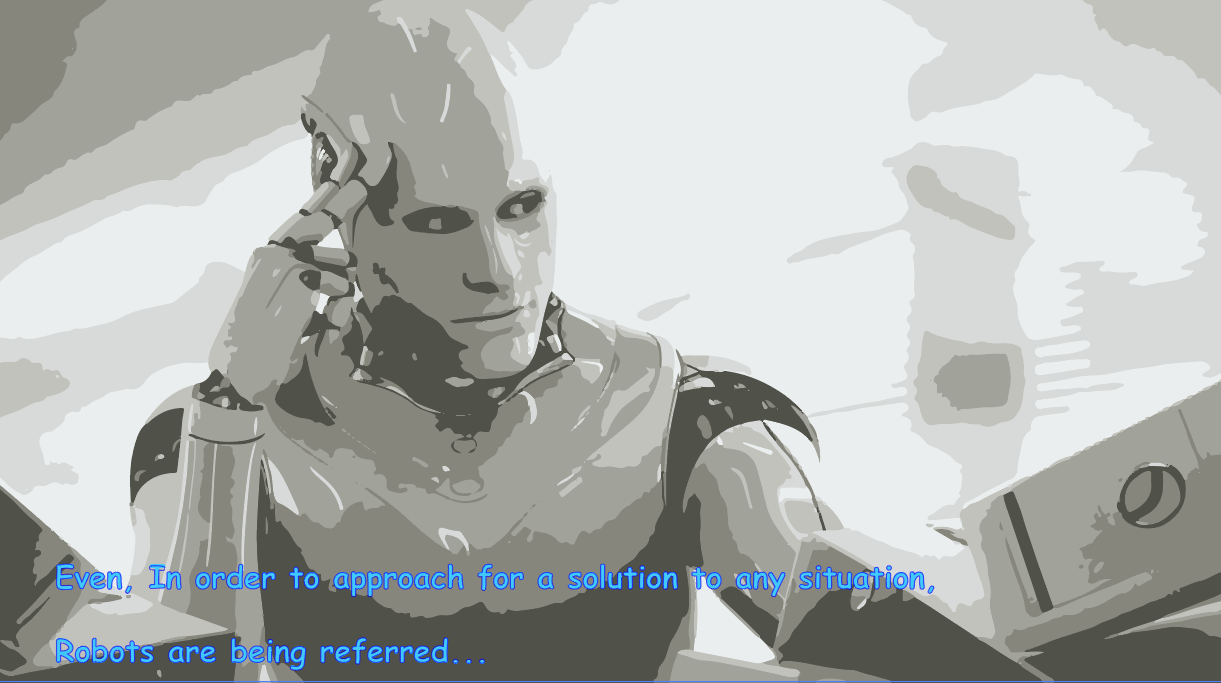 Even, In order to approach for a solution to any situation,
Robots are being referred...